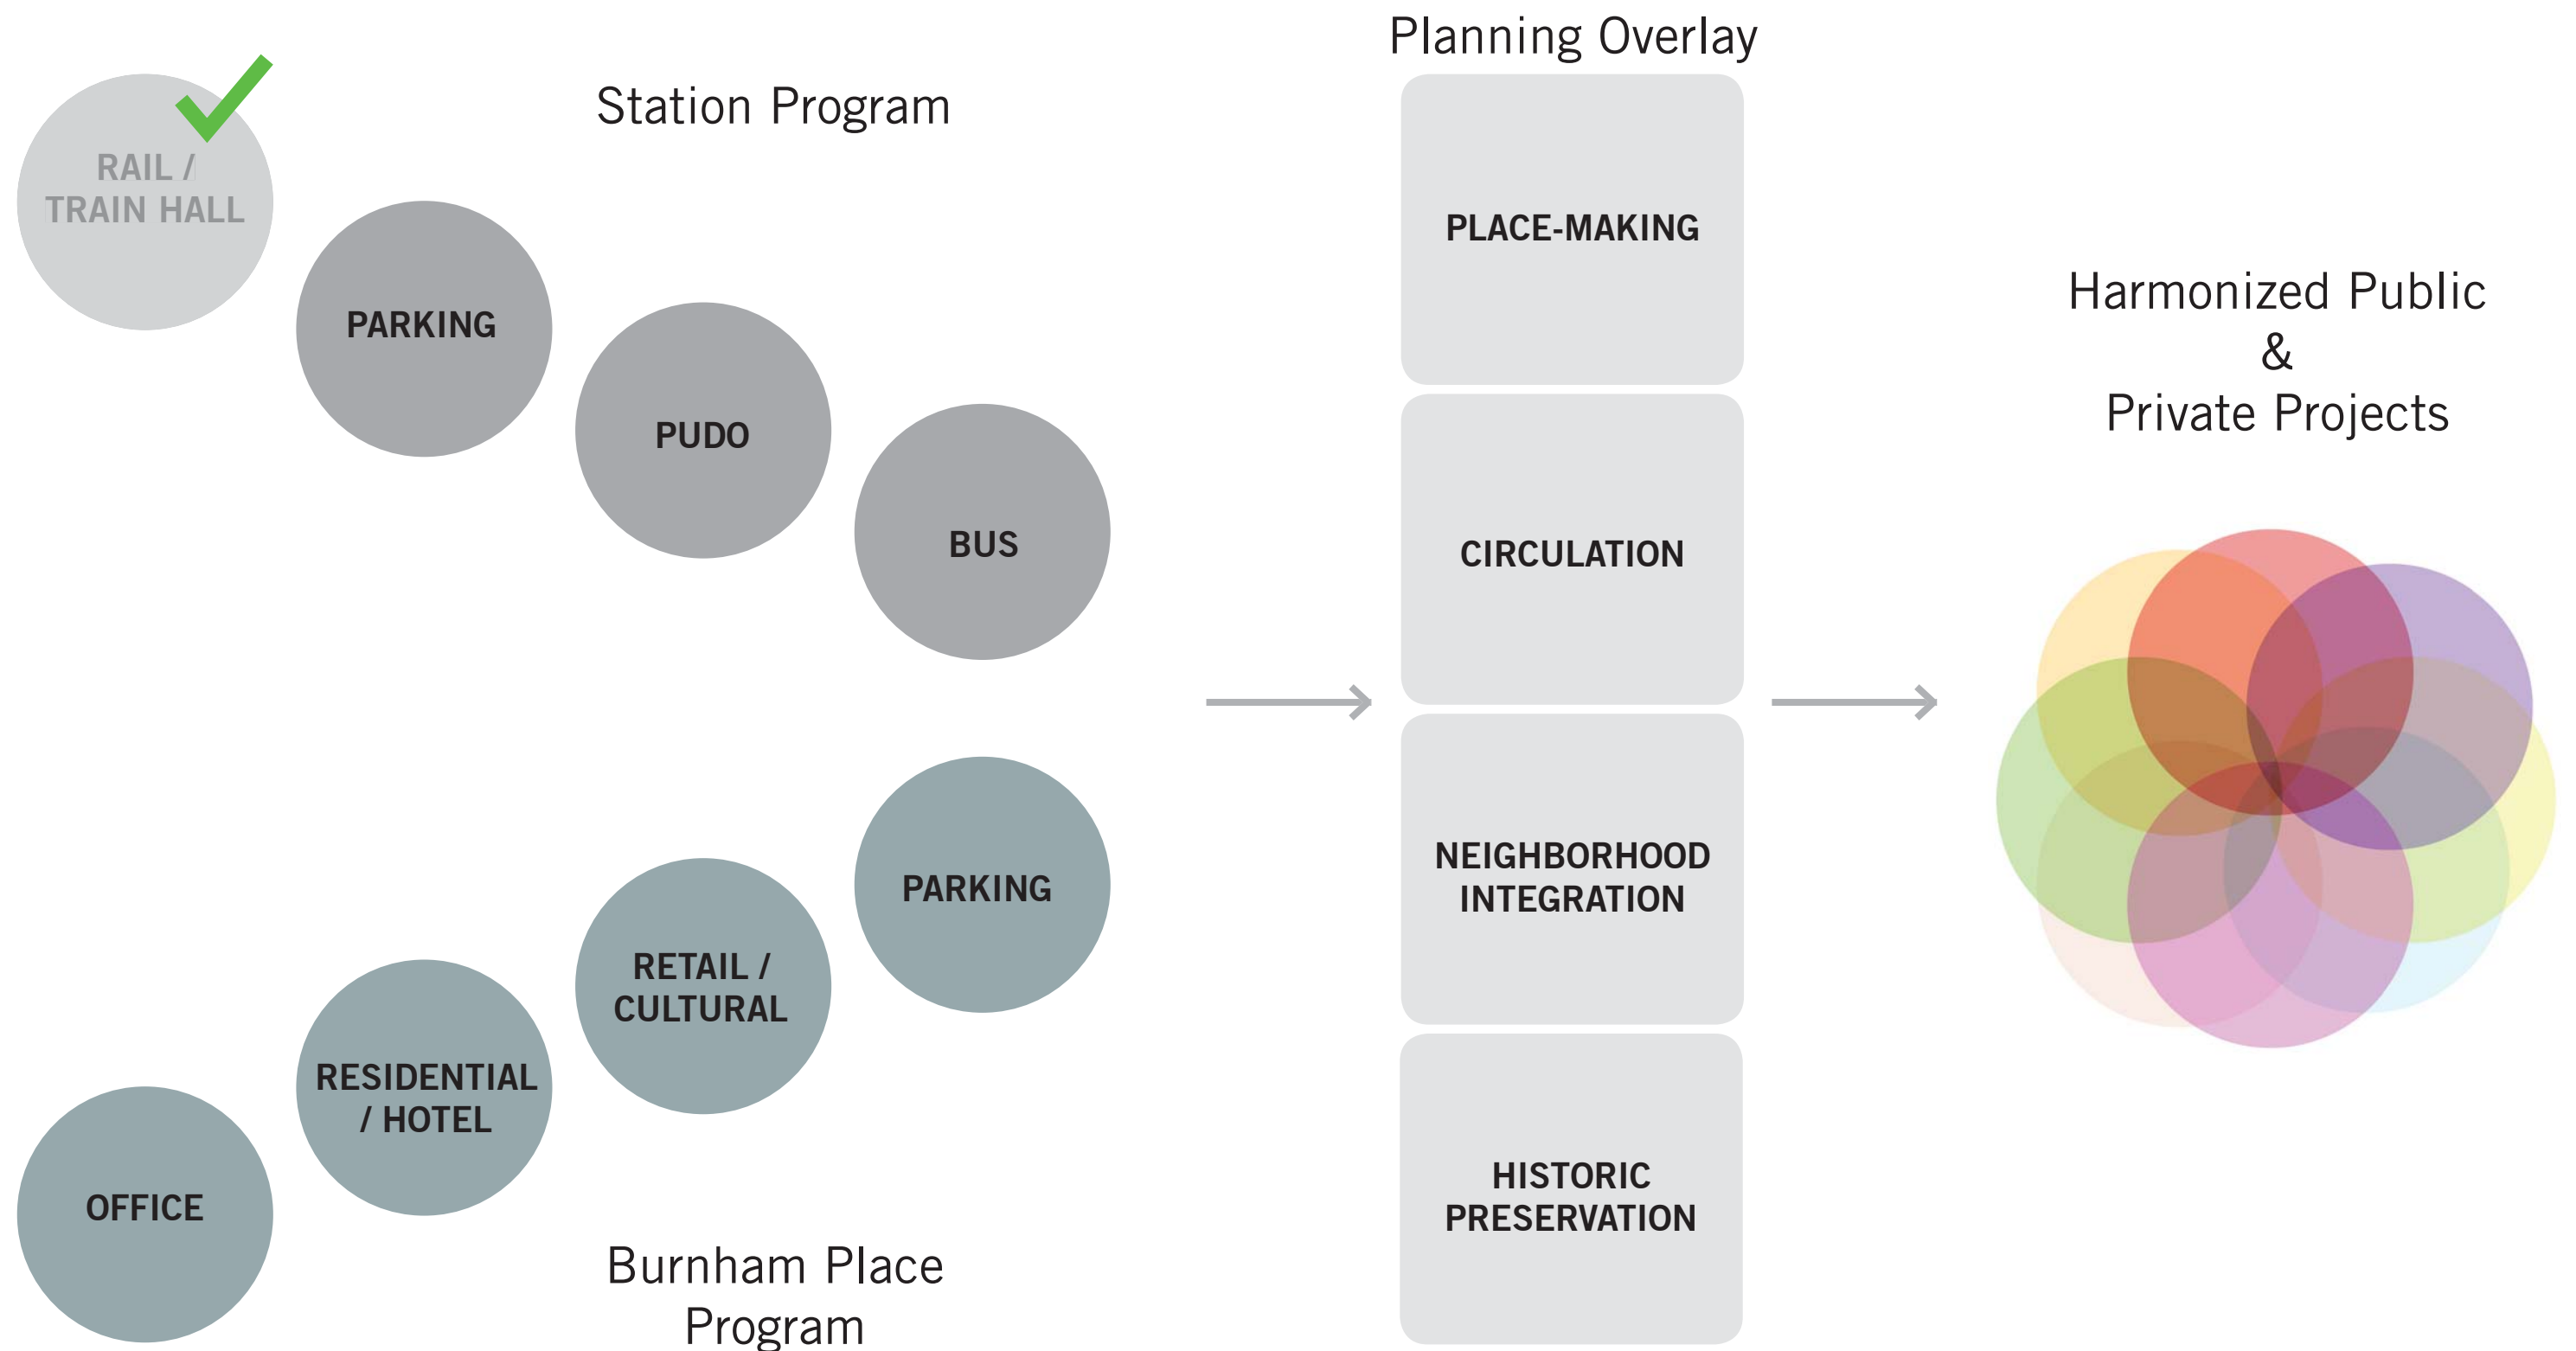 Station Program
RAIL /
TRAIN HALL
PARKING
PUDO
BUS
PARKING
RETAIL /
CULTURAL
RESIDENTIAL
/ HOTEL
OFFICE
Burnham Place
Program
Planning Overlay
PLACE-MAKING
CIRCULATION
NEIGHBORHOOD
INTEGRATION
HISTORIC
PRESERVATION
Harmonized Public
&
Private Projects